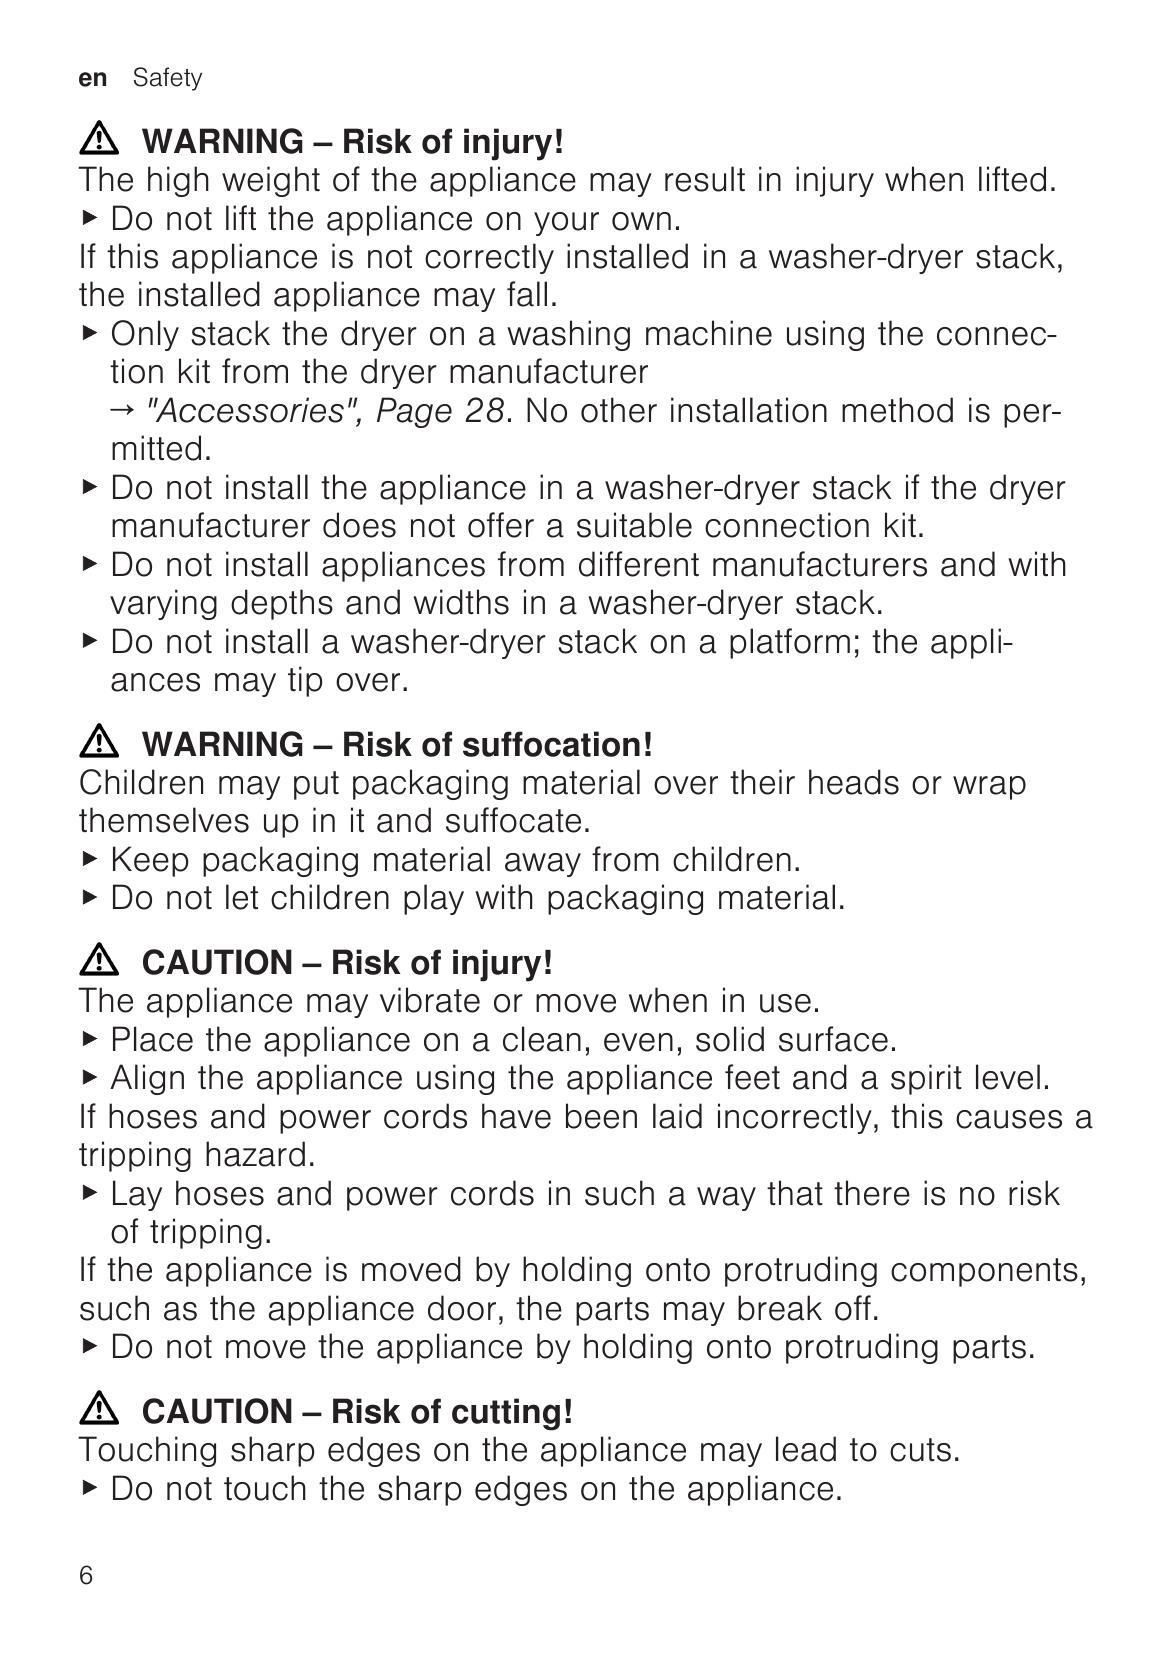 en Safety
⚠ WARNING – Risk of injury!
The high weight of the appliance may result in injury when lifted.
▶ Do not lift the appliance on your own.
If this appliance is not correctly installed in a washer-dryer stack,
the installed appliance may fall.
▶ Only stack the dryer on a washing machine using the connec-
tion kit from the dryer manufacturer
→ "Accessories", Page 28. No other installation method is per-
mitted.
▶ Do not install the appliance in a washer-dryer stack if the dryer
manufacturer does not offer a suitable connection kit.
▶ Do not install appliances from different manufacturers and with
varying depths and widths in a washer-dryer stack.
▶ Do not install a washer-dryer stack on a platform; the appli-
ances may tip over.
⚠ WARNING – Risk of suffocation!
Children may put packaging material over their heads or wrap
themselves up in it and suffocate.
▶ Keep packaging material away from children.
▶ Do not let children play with packaging material.
⚠ CAUTION – Risk of injury!
The appliance may vibrate or move when in use.
▶ Place the appliance on a clean, even, solid surface.
▶ Align the appliance using the appliance feet and a spirit level.
If hoses and power cords have been laid incorrectly, this causes a
tripping hazard.
▶ Lay hoses and power cords in such a way that there is no risk
of tripping.
If the appliance is moved by holding onto protruding components,
such as the appliance door, the parts may break off.
▶ Do not move the appliance by holding onto protruding parts.
⚠ CAUTION – Risk of cutting!
Touching sharp edges on the appliance may lead to cuts.
▶ Do not touch the sharp edges on the appliance.
6